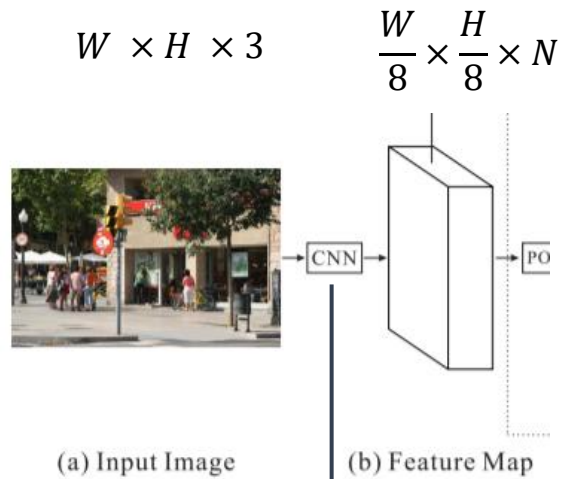 W × H × 3
W/8 × H/8 × N
CNN
PO
(a) Input Image
(b) Feature Map